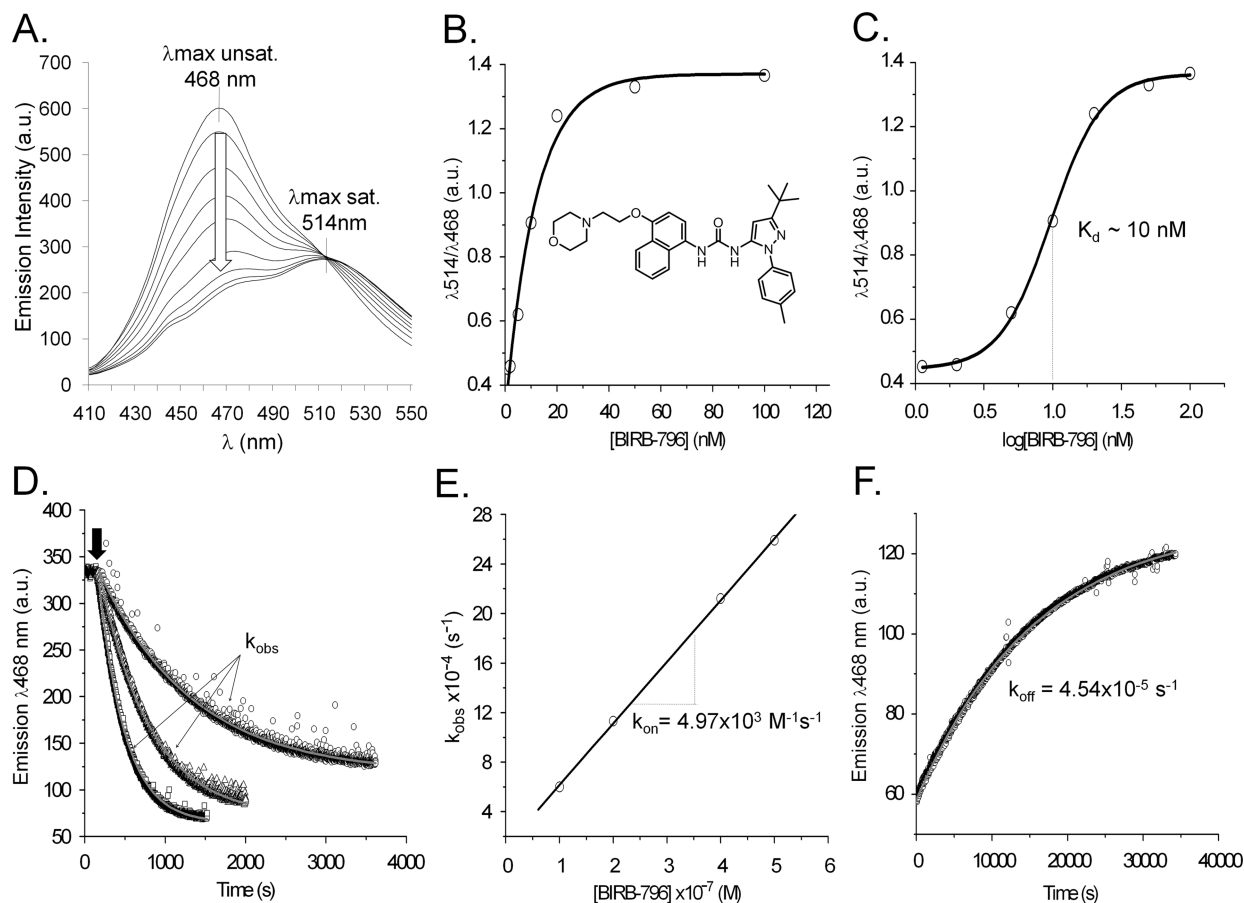 A.
λmax unsat.
468 nm
λmax sat.
514nm
Emission Intensity (a.u.)
700
600
500
400
300
200
100
0
410 430 450 470 490 510 530 550
λ (nm)
B.
λ514/λ468 (a.u.)
1.4
1.2
1.0
0.8
0.6
0.4
0 20 40 60 80 100 120
[BIRB-796] (nM)
O
N
O
O
N
H
N
H
N
N
C.
λ514/λ468 (a.u.)
1.4
1.2
1.0
0.8
0.6
0.4
Kd ~ 10 nM
0.0 0.5 1.0 1.5 2.0
log[BIRB-796] (nM)
D.
Emission λ468 nm (a.u.)
400
350
300
250
200
150
100
50
kobs
0 1000 2000 3000 4000
Time (s)
E.
kobs x10-4 (s-1)
28
24
20
16
12
8
4
kon= 4.97x10³ M-1s-1
0 1 2 3 4 5 6
[BIRB-796] x10-7 (M)
F.
Emission λ468 nm (a.u.)
120
100
80
60
koff = 4.54x10-5 s-1
0 10000 20000 30000 40000
Time (s)